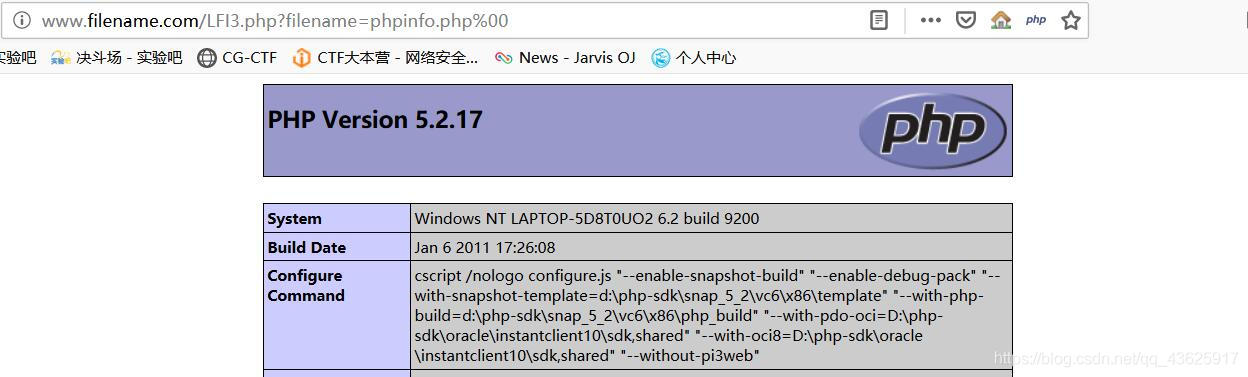 www.filename.com/LFI3.php?filename=phpinfo.php%00
php
实验吧
实验吧
决斗场 - 实验吧
CG-CTF
CTF大本营 - 网络安全...
News - Jarvis OJ
个人中心
PHP Version 5.2.17
php
System
Windows NT LAPTOP-5D8T0UO2 6.2 build 9200
Build Date
Jan 6 2011 17:26:08
Configure
Command
cscript /nologo configure.js "--enable-snapshot-build" "--enable-debug-pack" "--
with-snapshot-template=d:\php-sdk\snap_5_2\vc6\x86\template" "--with-php-
build=d:\php-sdk\snap_5_2\vc6\x86\php_build" "--with-pdo-oci=D:\php-
sdk\oracle\instantclient10\sdk,shared" "--with-oci8=D:\php-sdk\oracle
\instantclient10\sdk,shared" "--without-pi3web"
https://blog.csdn.net/qq_43625917